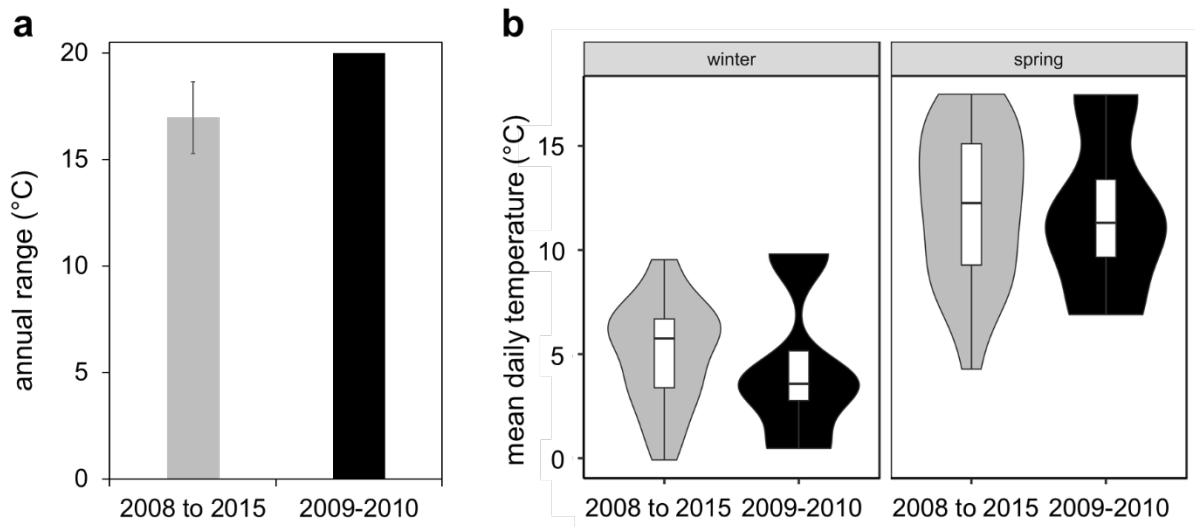 a
annual range (°C)
20
15
10
5
0
2008 to 2015 2009-2010
b
winter spring
mean daily temperature (°C)
15
10
5
0
2008 to 2015 2009-2010 2008 to 2015 2009-2010